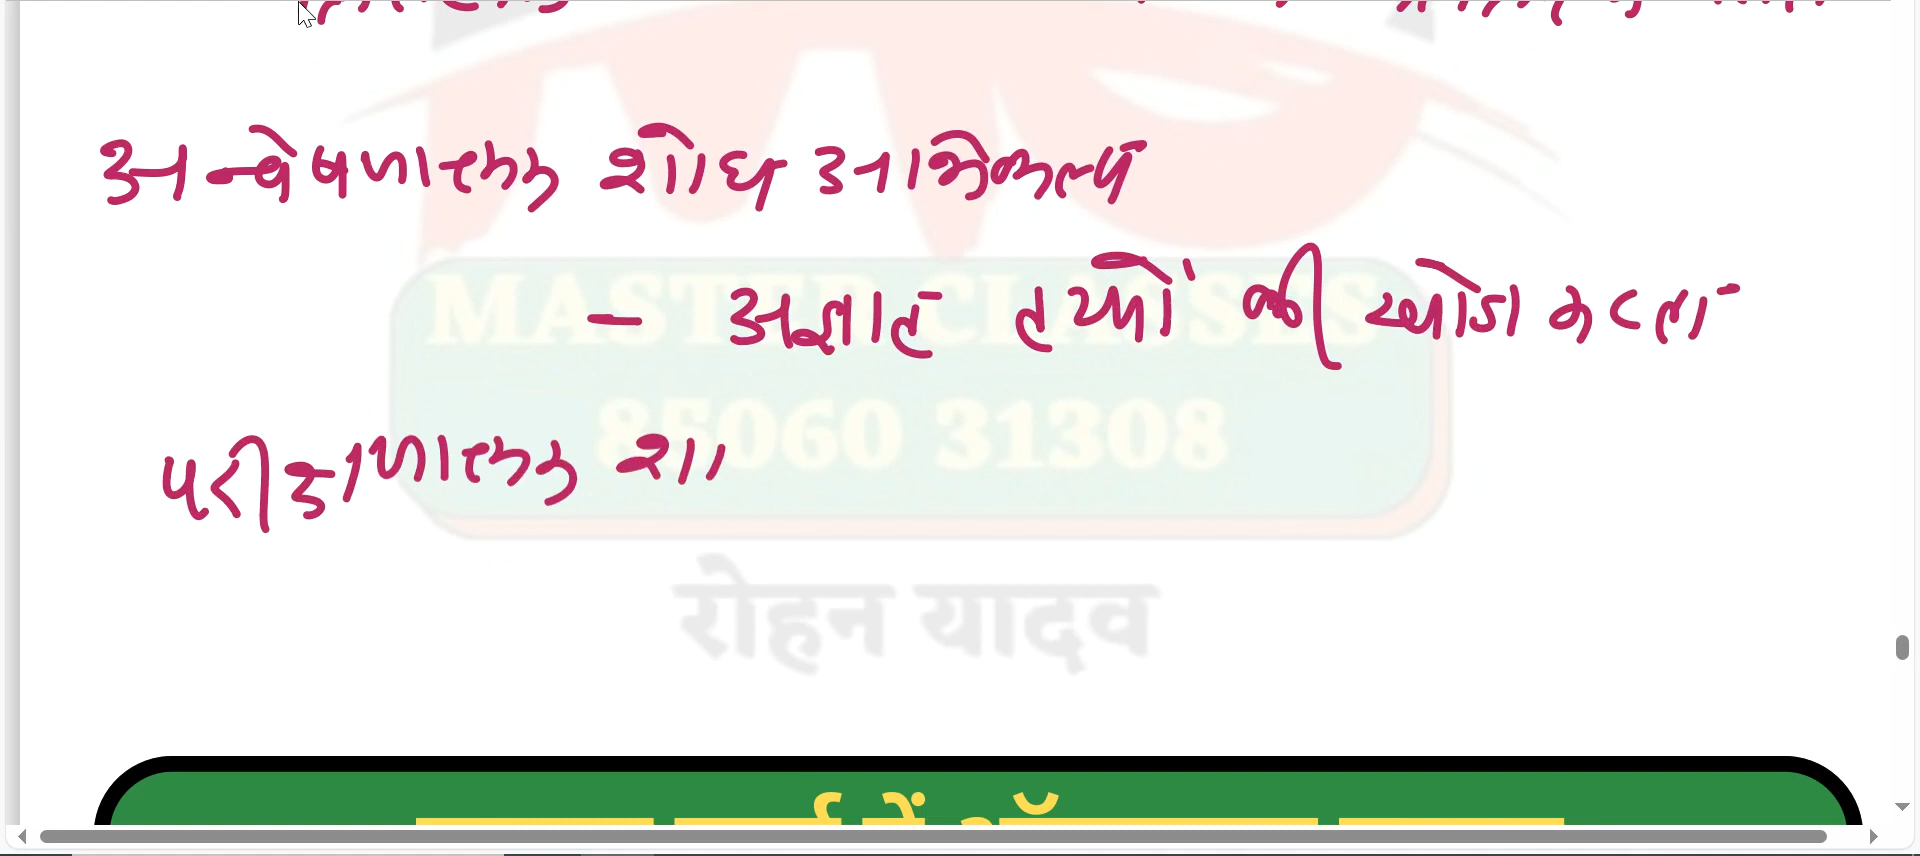 अन्वेषणात्मक शोध अभिकल्प
- अज्ञात तथ्यों की खोज करना
परीक्षणात्मक शो
MASTER CLASSES
85060 31308
रोहन यादव